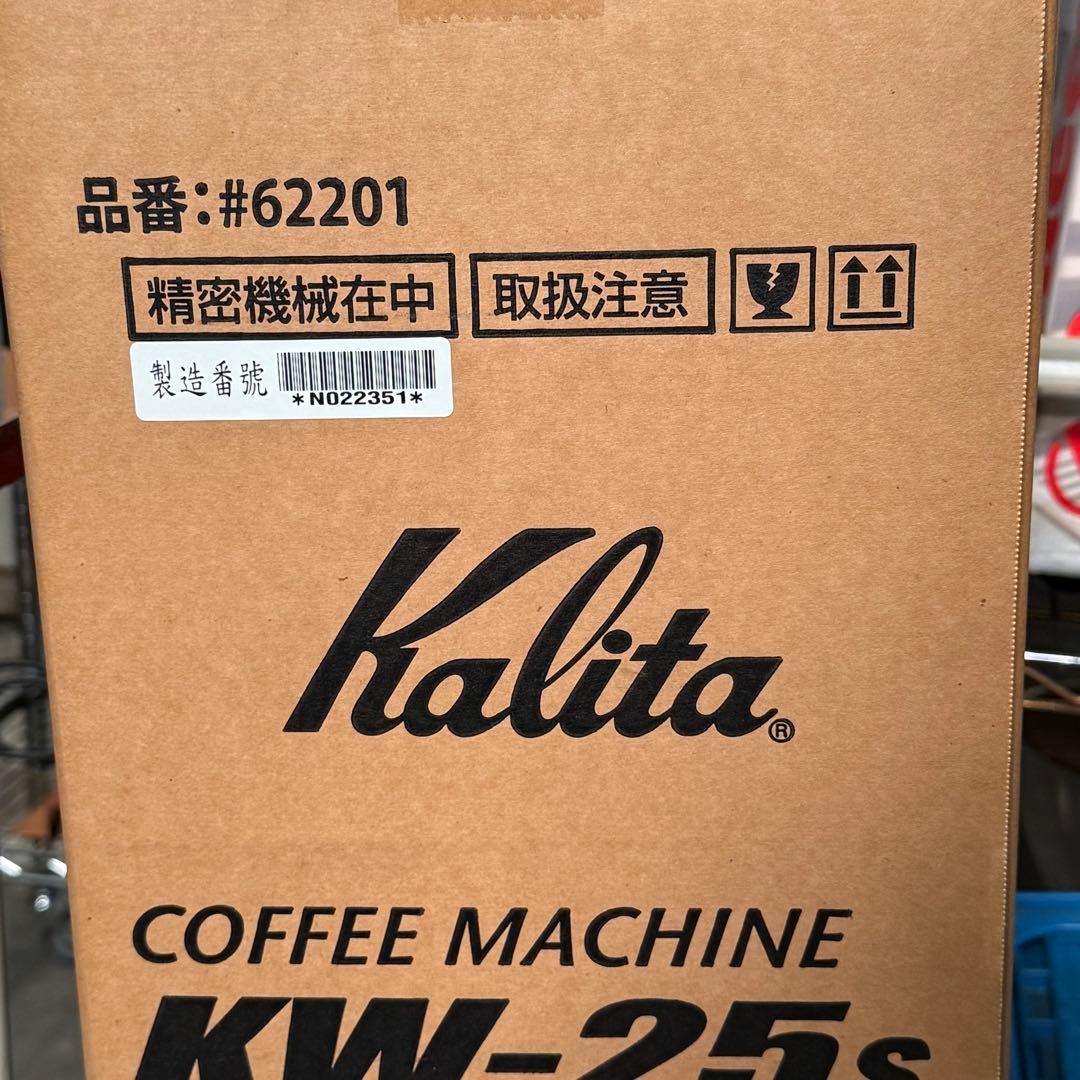 品番:#62201
精密機械在中 取扱注意
製造番號
*N022351*
Kalita®
COFFEE MACHINE
KW-25s